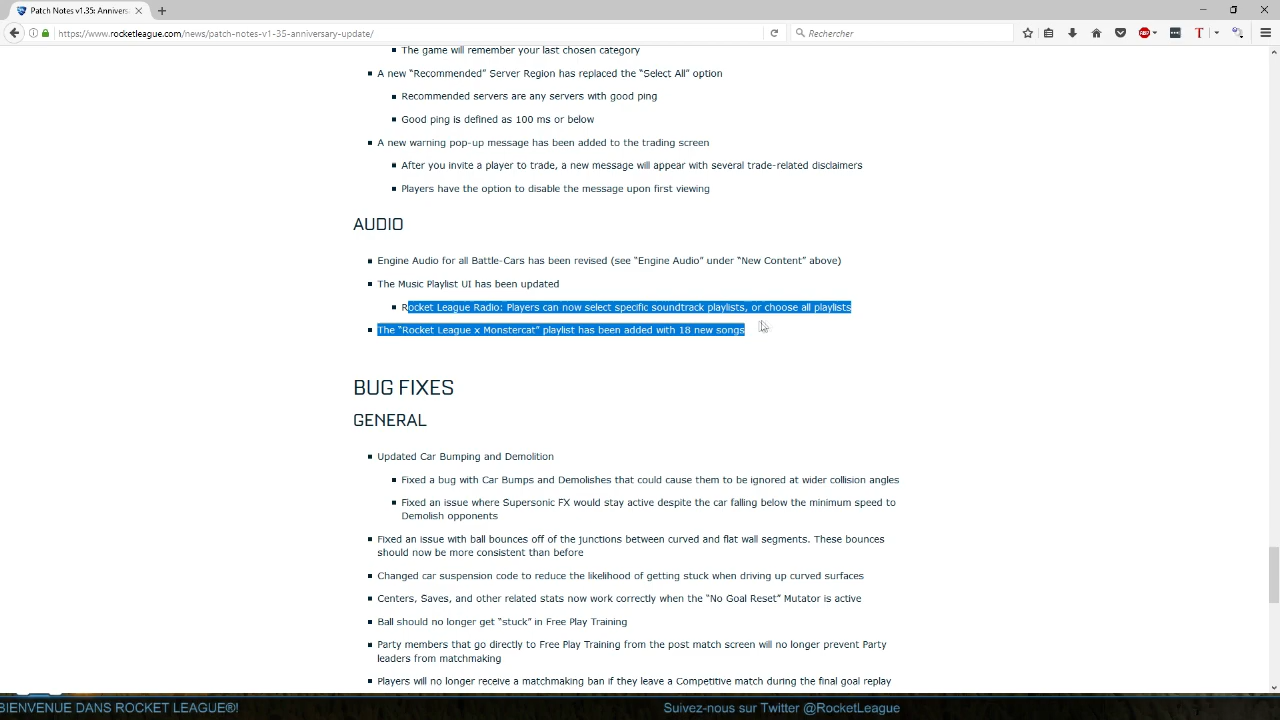 Patch Notes v1.35: Annivers
https://www.rocketleague.com/news/patch-notes-v1-35-anniversary-update/
Rechercher
ABP
T
The game will remember your last chosen category
A new “Recommended” Server Region has replaced the “Select All” option
Recommended servers are any servers with good ping
Good ping is defined as 100 ms or below
A new warning pop-up message has been added to the trading screen
After you invite a player to trade, a new message will appear with several trade-related disclaimers
Players have the option to disable the message upon first viewing
AUDIO
Engine Audio for all Battle-Cars has been revised (see “Engine Audio” under “New Content” above)
The Music Playlist UI has been updated
Rocket League Radio: Players can now select specific soundtrack playlists, or choose all playlists
The “Rocket League x Monstercat” playlist has been added with 18 new songs
BUG FIXES
GENERAL
Updated Car Bumping and Demolition
Fixed a bug with Car Bumps and Demolishes that could cause them to be ignored at wider collision angles
Fixed an issue where Supersonic FX would stay active despite the car falling below the minimum speed to
Demolish opponents
Fixed an issue with ball bounces off of the junctions between curved and flat wall segments. These bounces
should now be more consistent than before
Changed car suspension code to reduce the likelihood of getting stuck when driving up curved surfaces
Centers, Saves, and other related stats now work correctly when the “No Goal Reset” Mutator is active
Ball should no longer get “stuck” in Free Play Training
Party members that go directly to Free Play Training from the post match screen will no longer prevent Party
leaders from matchmaking
Players will no longer receive a matchmaking ban if they leave a Competitive match during the final goal replay
BIENVENUE DANS ROCKET LEAGUE®!
Suivez-nous sur Twitter @RocketLeague